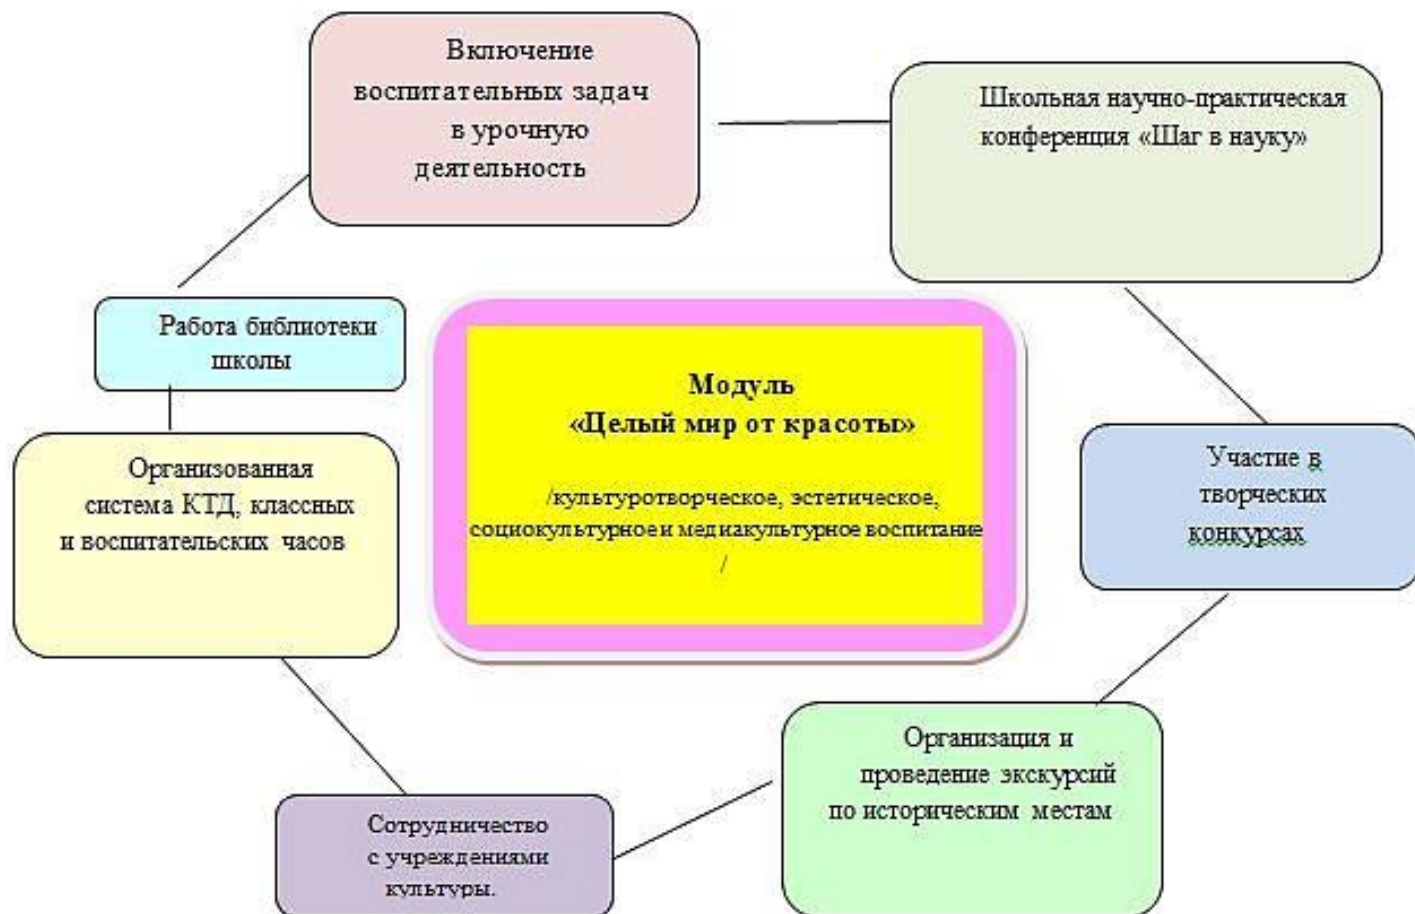 Включение
воспитательных задач
в урочную
деятельность
Школьная научно-практическая
конференция «Шаг в науку»
Работа библиотеки
школы
Модуль
«Целый мир от красоты»
/культуротворческое, эстетическое,
социокультурное и медиакультурное воспитание
/
Организованная
система КТД, классных
и воспитательских часов
Участие в
творческих
конкурсах
Организация и
проведение экскурсий
по историческим местам
Сотрудничество
с учреждениями
культуры.